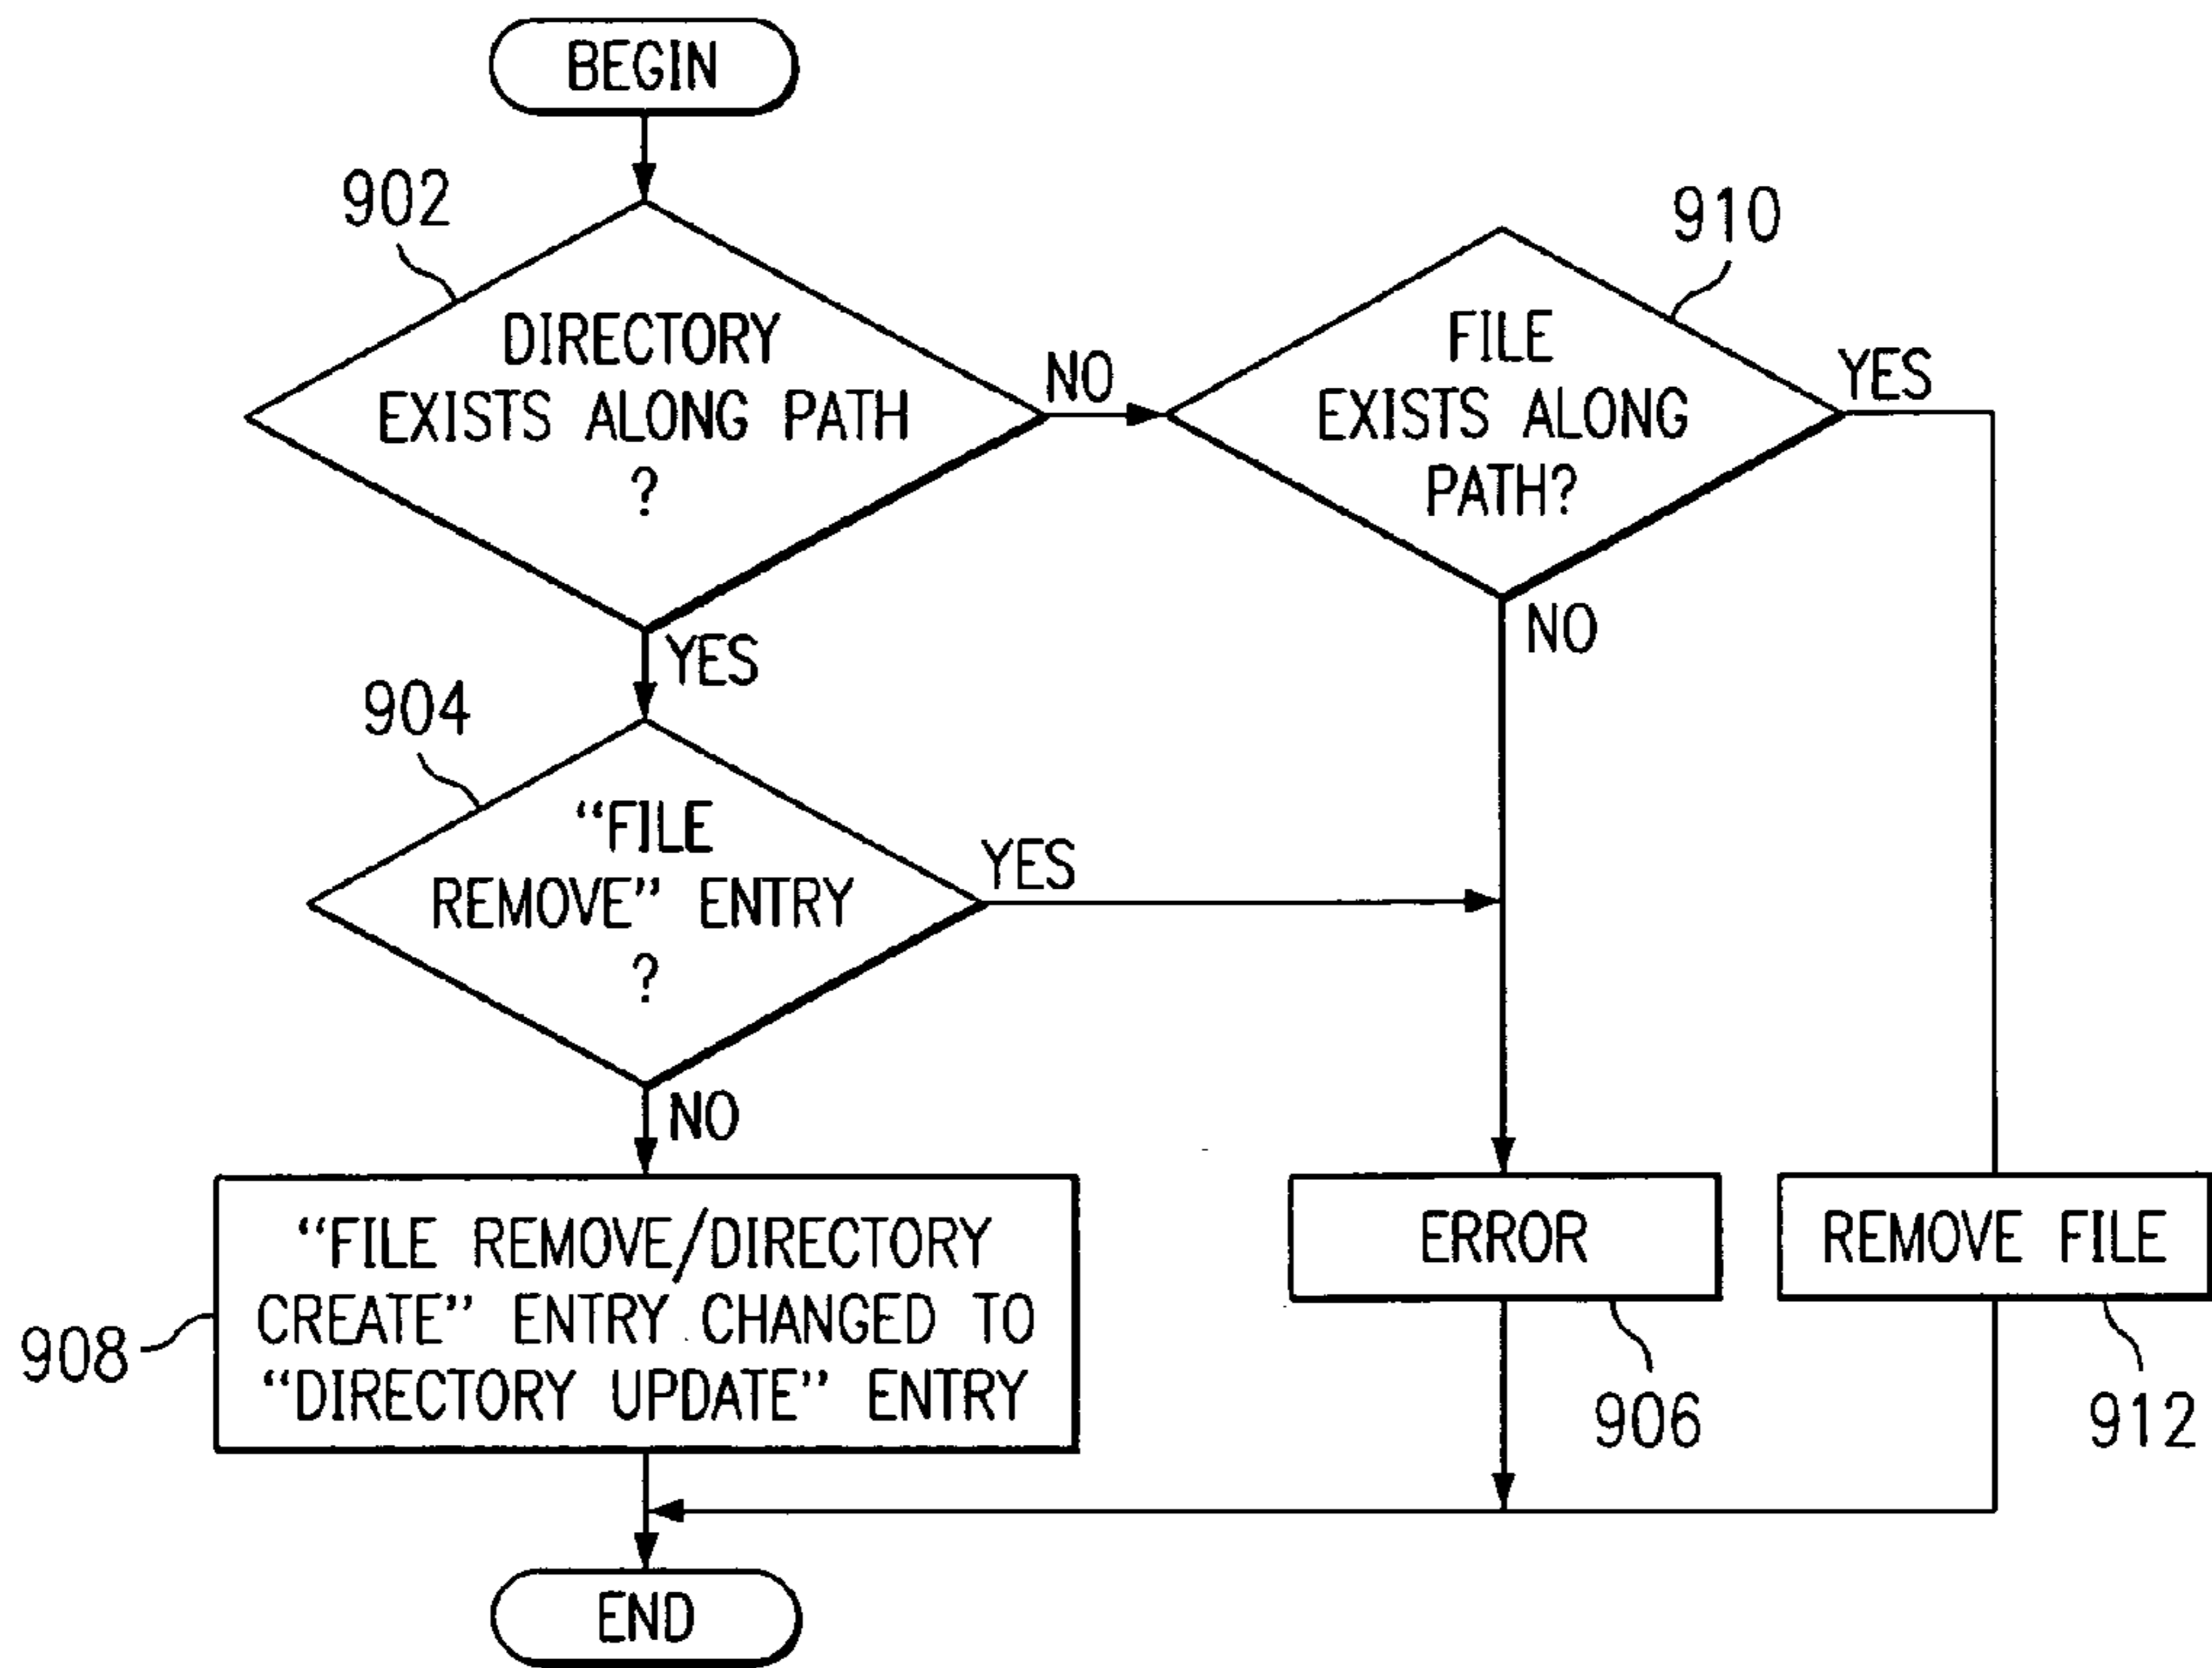 BEGIN
902
DIRECTORY
EXISTS ALONG PATH
?
NO
910
FILE
EXISTS ALONG
PATH?
YES
NO
YES
904
“FILE
REMOVE” ENTRY
?
YES
NO
908
“FILE REMOVE/DIRECTORY
CREATE” ENTRY CHANGED TO
“DIRECTORY UPDATE” ENTRY
ERROR
906
REMOVE FILE
912
END